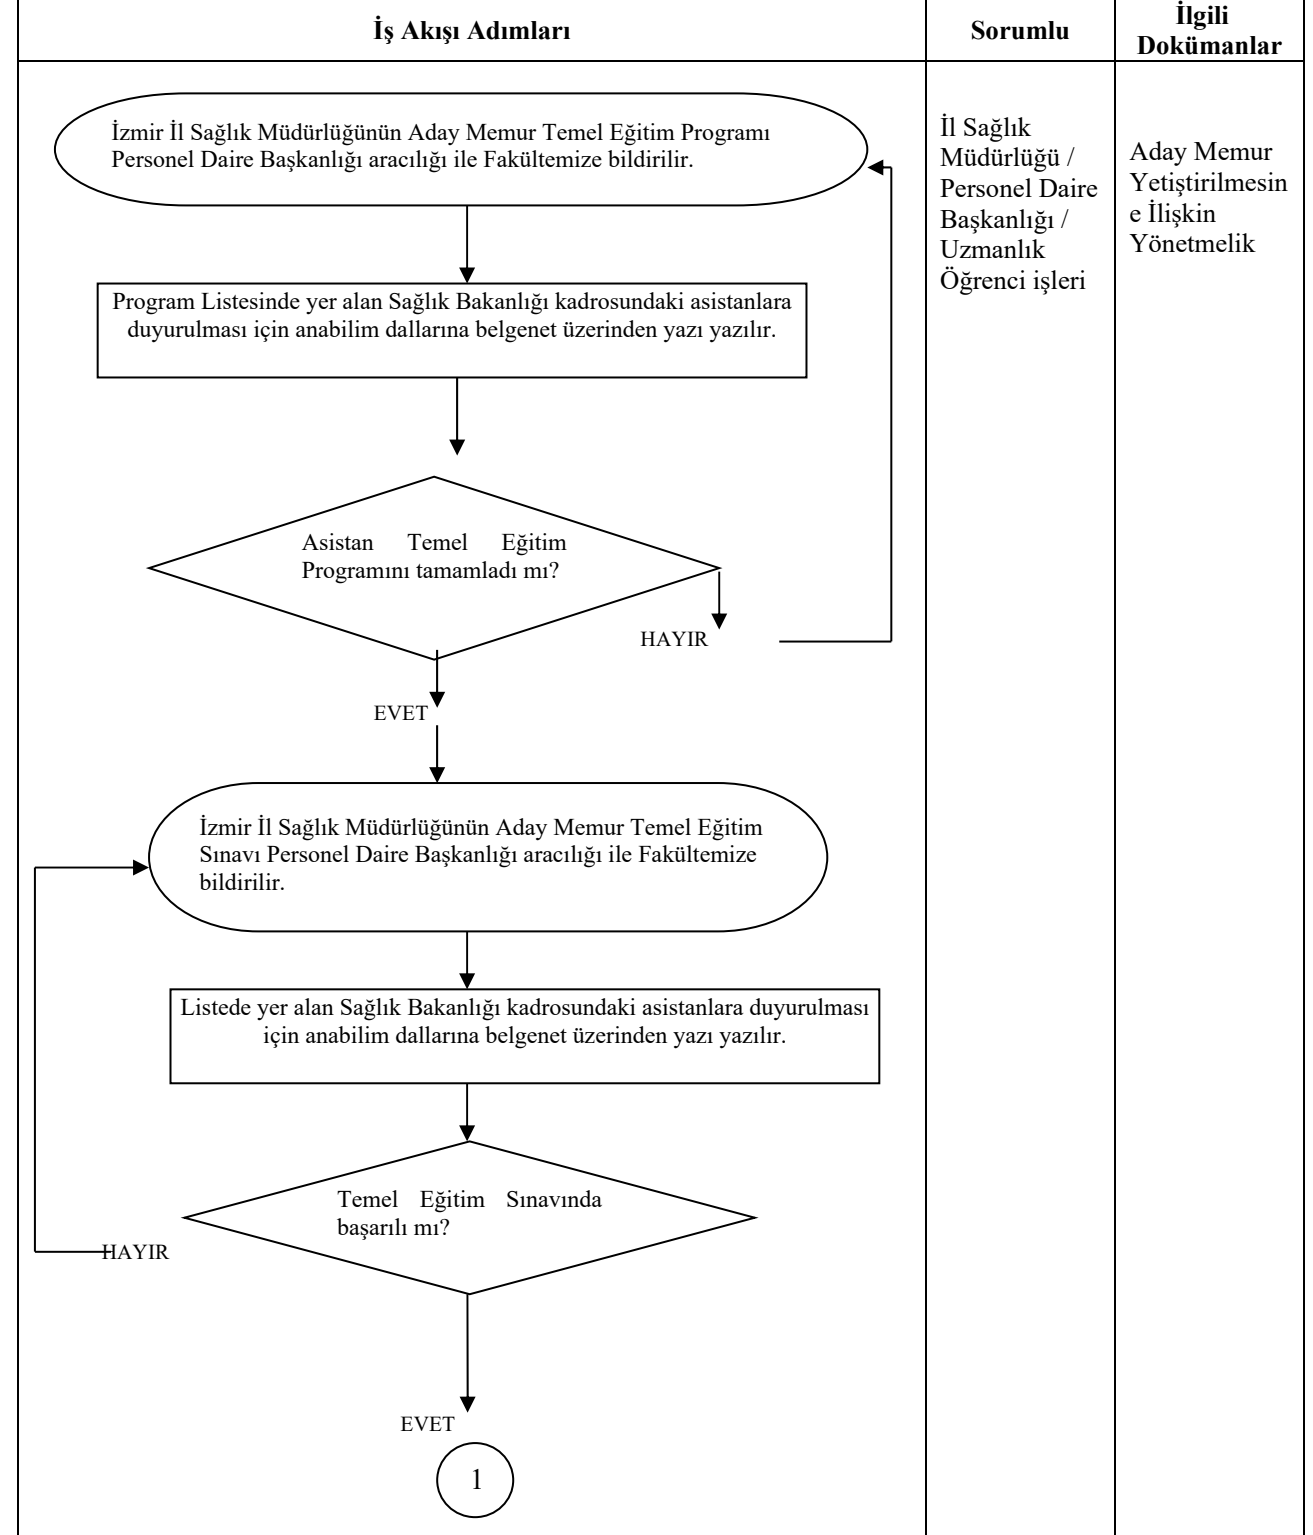 İş Akışı Adımları
Sorumlu
İlgili
Dokümanlar
İzmir İl Sağlık Müdürlüğünün Aday Memur Temel Eğitim Programı
Personel Daire Başkanlığı aracılığı ile Fakültemize bildirilir.
İl Sağlık
Müdürlüğü /
Personel Daire
Başkanlığı /
Uzmanlık
Öğrenci işleri
Aday Memur
Yetiştirilmesin
e İlişkin
Yönetmelik
Program Listesinde yer alan Sağlık Bakanlığı kadrosundaki asistanlara
duyurulması için anabilim dallarına belgenet üzerinden yazı yazılır.
Asistan Temel Eğitim
Programını tamamladı mı?
HAYIR
EVET
İzmir İl Sağlık Müdürlüğünün Aday Memur Temel Eğitim
Sınavı Personel Daire Başkanlığı aracılığı ile Fakültemize
bildirilir.
Listede yer alan Sağlık Bakanlığı kadrosundaki asistanlara duyurulması
için anabilim dallarına belgenet üzerinden yazı yazılır.
Temel Eğitim Sınavında
başarılı mı?
HAYIR
EVET
1